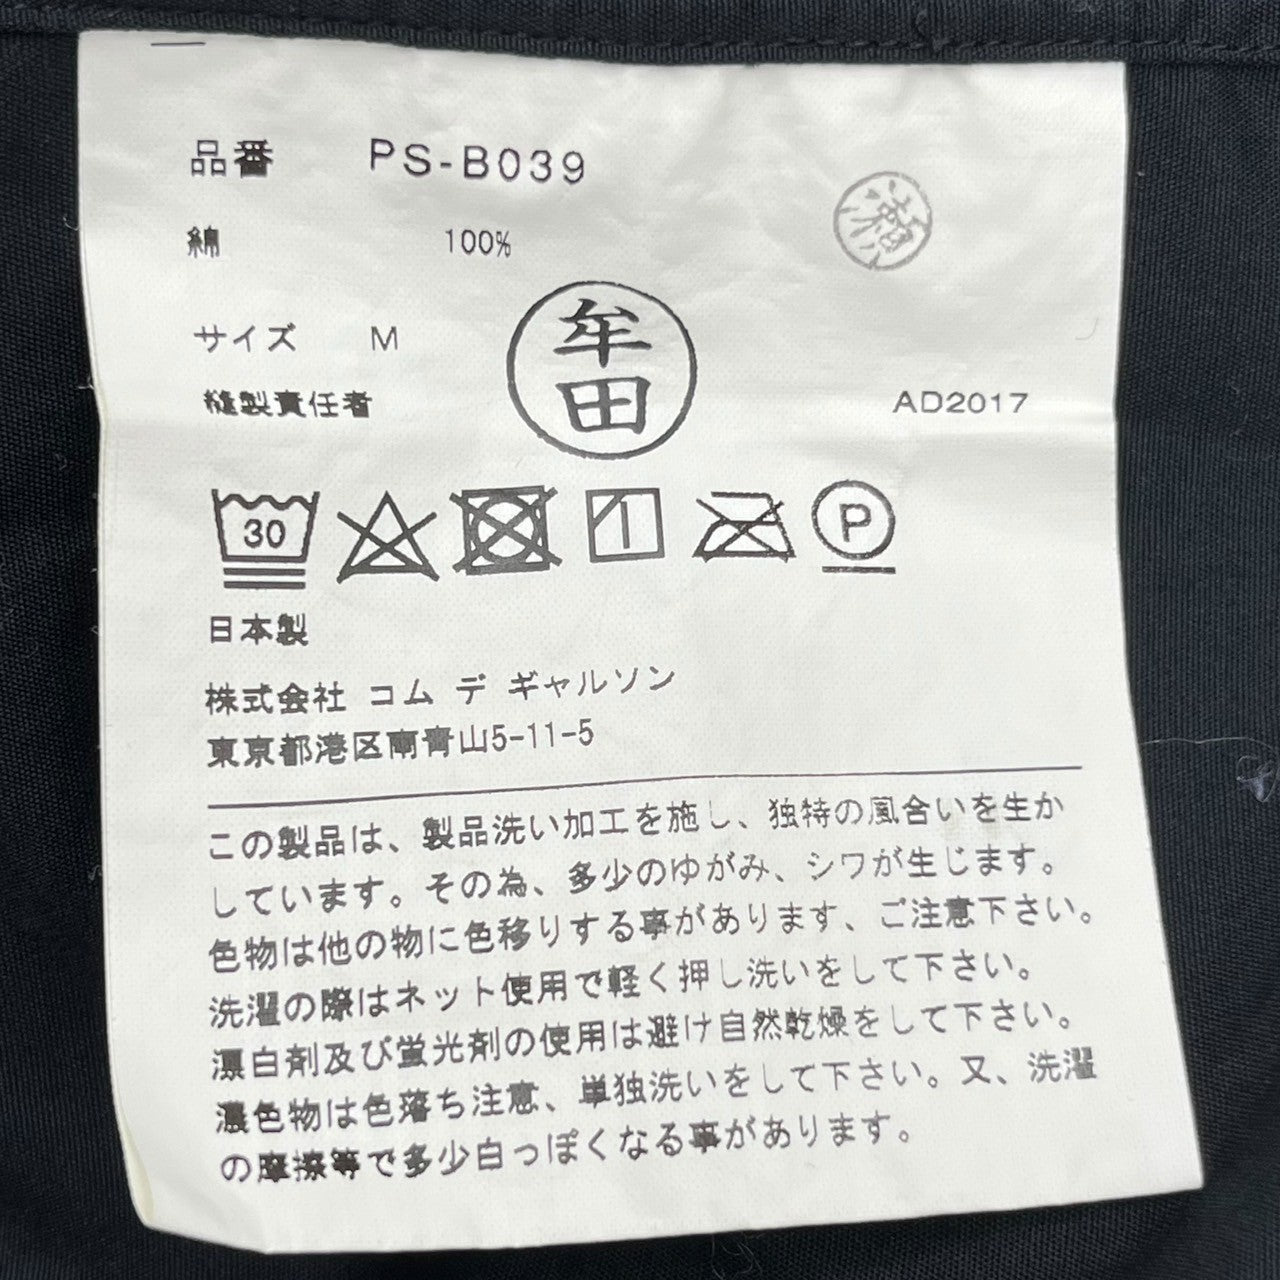 品番 PS-B039
綿 100%
サイズ M
牟田
縫製責任者
AD2017
30
P
日本製
株式会社 コム デ ギャルソン
東京都港区南青山5-11-5
この製品は、製品洗い加工を施し、独特の風合いを生か
しています。その為、多少のゆがみ、シワが生じます。
色物は他の物に色移りする事があります、ご注意下さい。
洗濯の際はネット使用で軽く押し洗いをして下さい。
漂白剤及び蛍光剤の使用は避け自然乾燥をして下さい。
濃色物は色落ち注意、単独洗いをして下さい。又、洗濯
の摩擦等で多少白っぽくなる事があります。